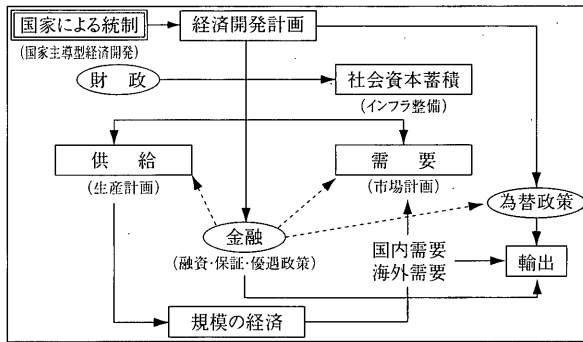 国家による統制
経済開発計画
(国家主導型経済開発)
財 政
社会資本蓄積
(インフラ整備)
供 給
需 要
(生産計画)
(市場計画)
為替政策
金融
(融資・保証・優遇政策)
国内需要
海外需要
輸出
規模の経済